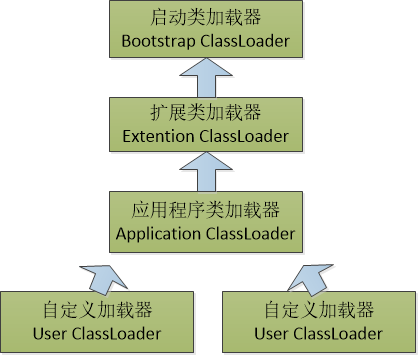 启动类加载器
Bootstrap ClassLoader
扩展类加载器
Extention ClassLoader
应用程序类加载器
Application ClassLoader
自定义加载器
User ClassLoader
自定义加载器
User ClassLoader